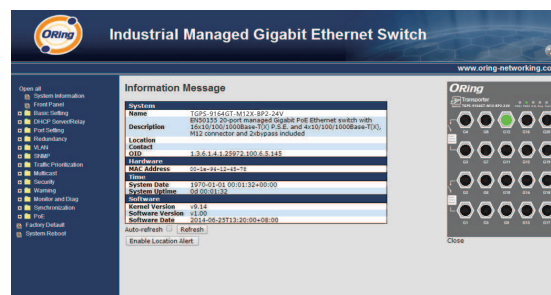 ORing
Industrial Managed Gigabit Ethernet Switch
www.oring-networking.co
Open all
System Information
Front Panel
Basic Setting
DHCP Server/Relay
Port Setting
Redundancy
VLAN
SNMP
Traffic Prioritization
Multicast
Security
Warning
Monitor and Diag
Synchronization
PoE
Factory Default
System Reboot
Information Message
System
Name TGPS-9164GT-M12X-BP2-24V
Description EN50155 20-port managed Gigabit PoE Ethernet switch with 16x10/100/1000Base-T(X) P.S.E. and 4x10/100/1000Base-T(X), M12 connector and 2xbypass included
Location
Contact
OID 1.3.6.1.4.1.25972.100.6.5.145
Hardware
MAC Address
Time
System Date 1970-01-01 00:01:32+00:00
System Uptime 0d 00:01:32
Software
Kernel Version v9.14
Software Version v1.00
Software Date 2014-06-25T13:20:00+08:00
Auto-refresh Refresh
Enable Location Alert
ORing
Transporter
Close